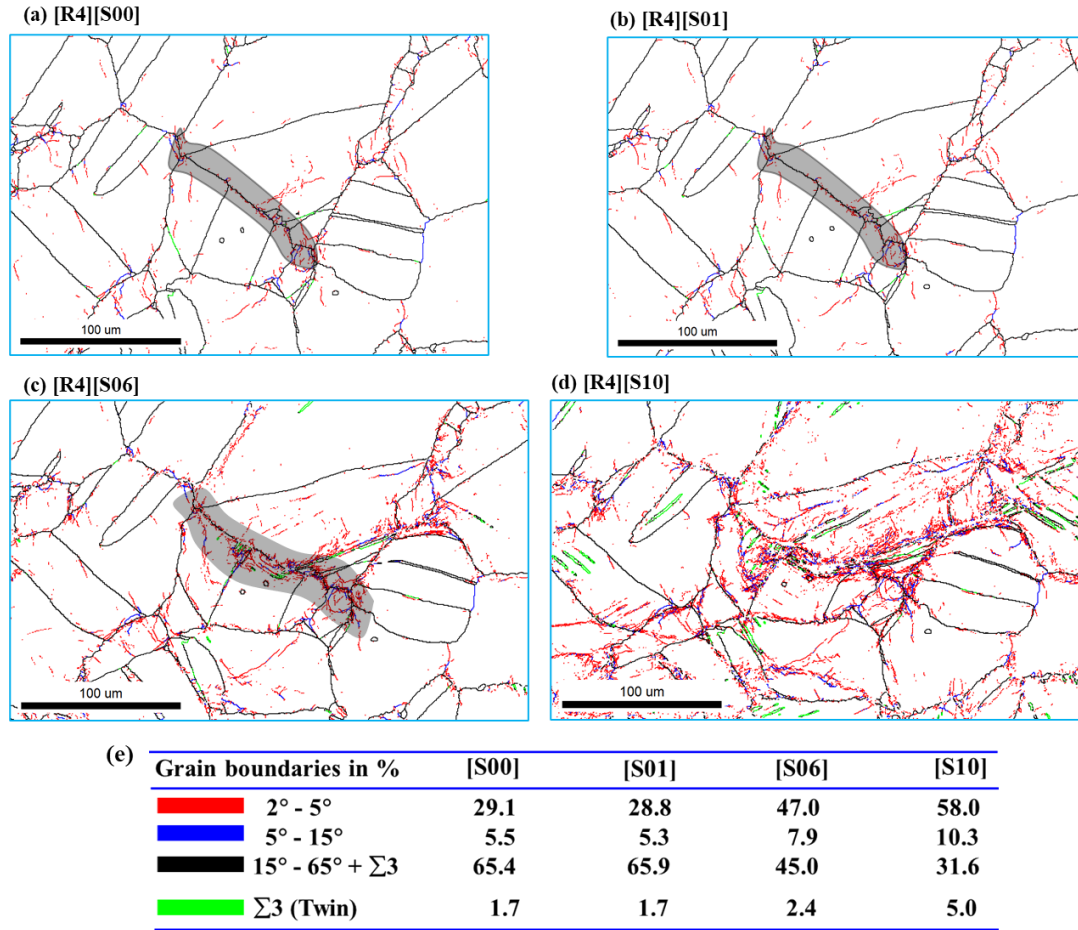 (a) [R4][S00]
(b) [R4][S01]
100 um
100 um
(c) [R4][S06]
(d) [R4][S10]
100 um
100 um
(e) Grain boundaries in % [S00] [S01] [S06] [S10]
2° - 5° 29.1 28.8 47.0 58.0
5° - 15° 5.5 5.3 7.9 10.3
15° - 65° + Σ3 65.4 65.9 45.0 31.6
Σ3 (Twin) 1.7 1.7 2.4 5.0